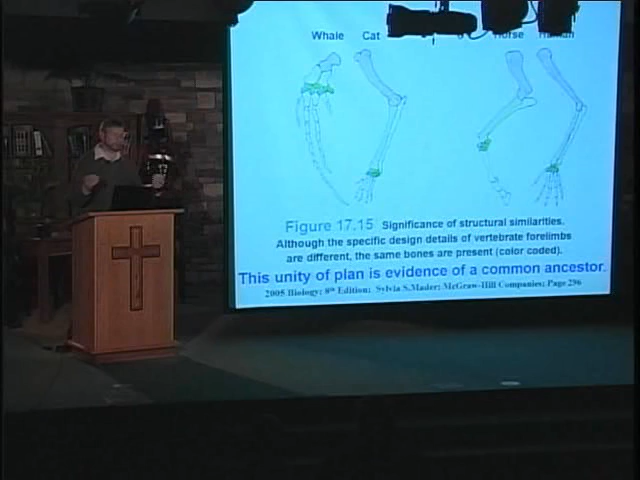 Whale Cat Horse Human
Figure 17.15 Significance of structural similarities.
Although the specific design details of vertebrate forelimbs
are different, the same bones are present (color coded).
This unity of plan is evidence of a common ancestor.
2005 Biology; 8th Edition; Sylvia S.Mader; McGraw-Hill Companies; Page 296